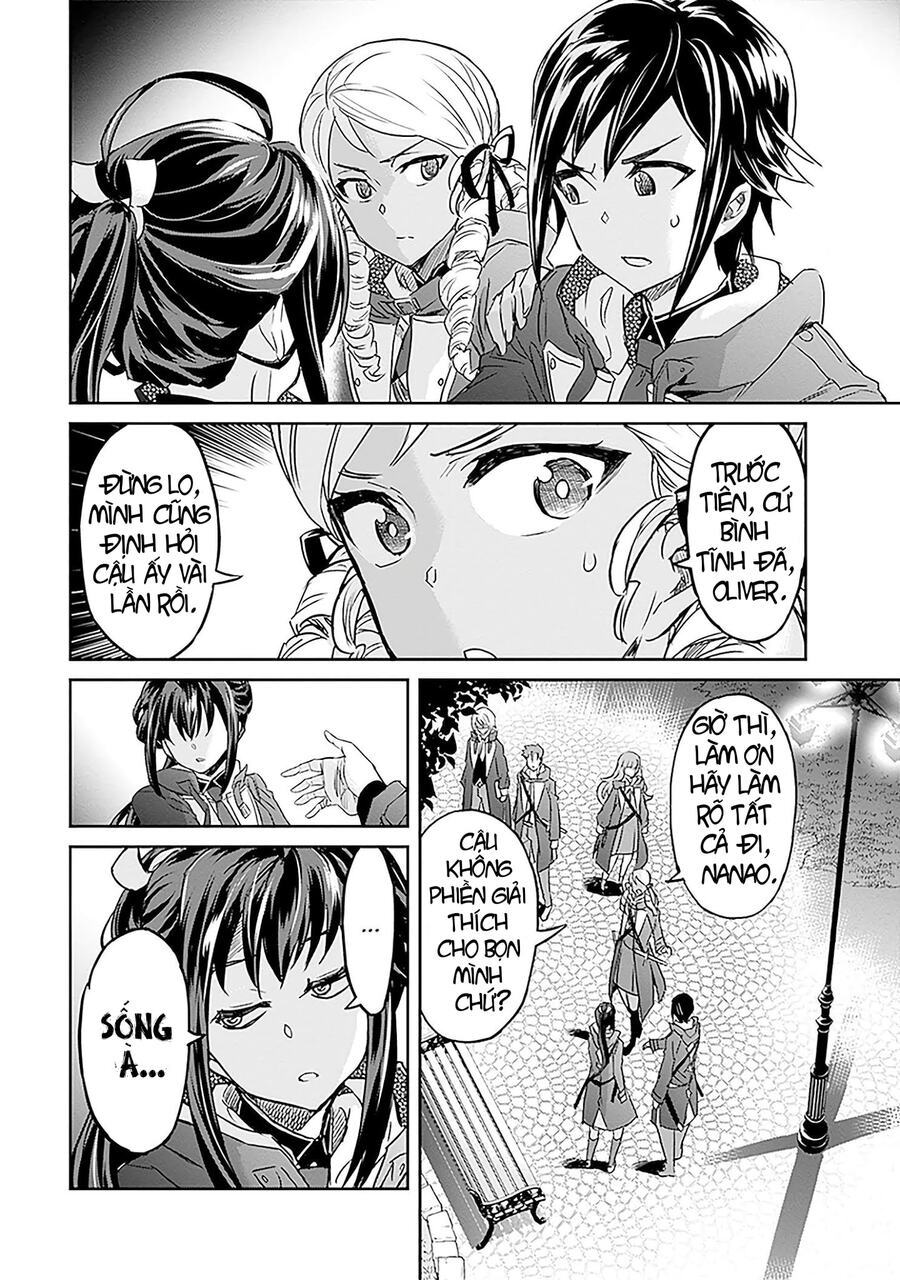 TRƯỚC
TIÊN, CỨ
BÌNH
TĨNH ĐÃ,
OLIVER.
ĐỪNG LO,
MÌNH CŨNG
ĐỊNH HỎI
CẬU ẤY VÀI
LẦN RỒI.
GIỜ THÌ,
LÀM ƠN
HÃY LÀM
RÕ TẤT
CẢ ĐI,
NANAO.
CẬU
KHÔNG
PHIỀN GIẢI
THÍCH
CHO BỌN
MÌNH
CHỨ?
...
SỐNG
À...